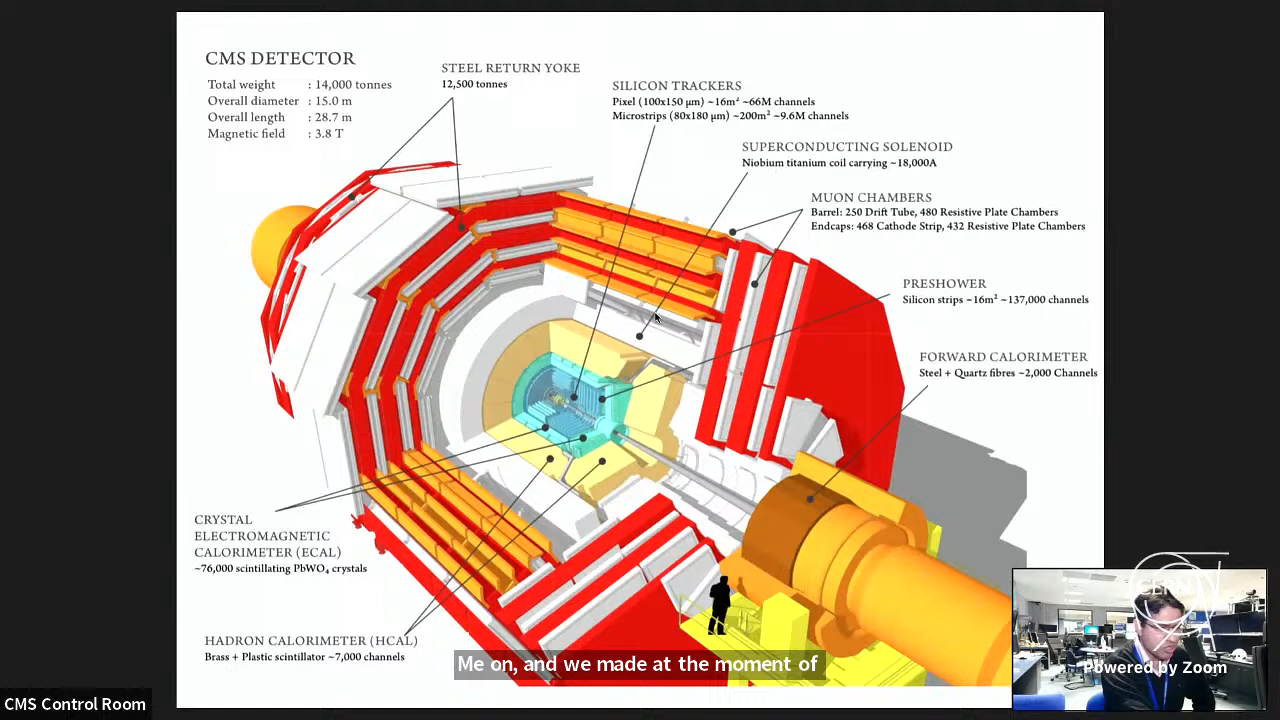 CMS DETECTOR
Total weight : 14,000 tonnes
Overall diameter : 15.0 m
Overall length : 28.7 m
Magnetic field : 3.8 T
STEEL RETURN YOKE
12,500 tonnes
SILICON TRACKERS
Pixel (100x150 μm) ~16m² ~66M channels
Microstrips (80x180 μm) ~200m² ~9.6M channels
SUPERCONDUCTING SOLENOID
Niobium titanium coil carrying ~18,000A
MUON CHAMBERS
Barrel: 250 Drift Tube, 480 Resistive Plate Chambers
Endcaps: 468 Cathode Strip, 432 Resistive Plate Chambers
PRESHOWER
Silicon strips ~16m² ~137,000 channels
FORWARD CALORIMETER
Steel + Quartz fibres ~2,000 Channels
CRYSTAL
ELECTROMAGNETIC
CALORIMETER (ECAL)
~76,000 scintillating PbWO₄ crystals
HADRON CALORIMETER (HCAL)
Brass + Plastic scintillator ~7,000 channels
Me on, and we made at the moment of
CERN
Powered by Zoom
CMS Control Room